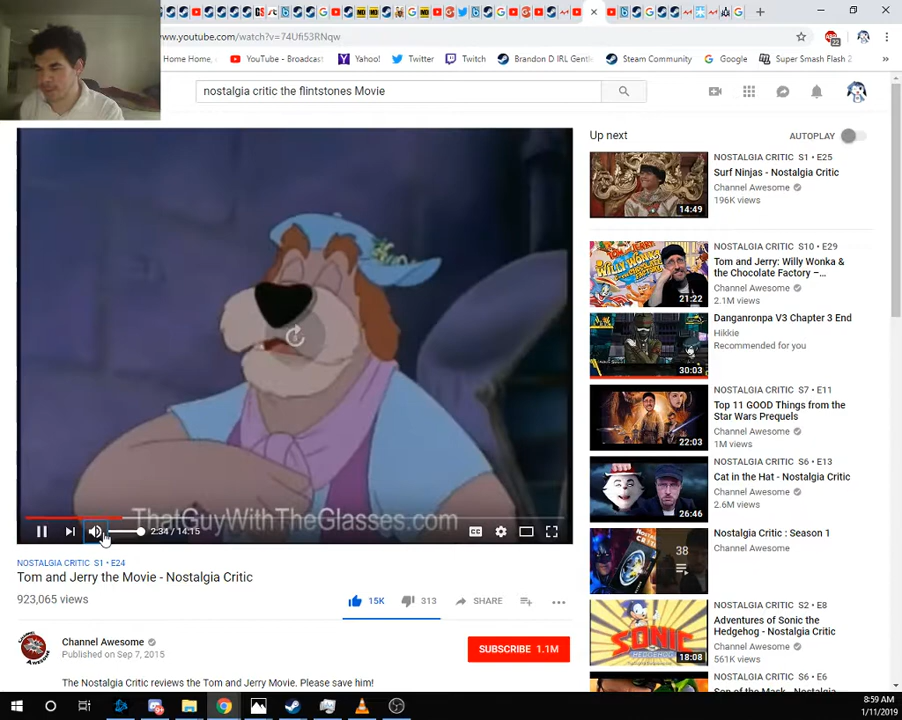 .youtube.com/watch?v=74Ufi53RNqw
Home Home,
YouTube - Broadcast
Yahoo!
Twitter
Twitch
Brandon D IRL Gentl
Steam Community
Google
Super Smash Flash 2
»
22
nostalgia critic the flintstones Movie
ThatGuyWithTheGlasses.com
2:34 / 14:15
CC
NOSTALGIA CRITIC S1 • E24
Tom and Jerry the Movie - Nostalgia Critic
923,065 views
15K
313
SHARE
Channel Awesome
Published on Sep 7, 2015
SUBSCRIBE 1.1M
The Nostalgia Critic reviews the Tom and Jerry Movie. Please save him!
Up next
AUTOPLAY
NOSTALGIA CRITIC S1 • E25
Surf Ninjas - Nostalgia Critic
Channel Awesome
196K views
14:49
NOSTALGIA CRITIC S10 • E29
Tom and Jerry: Willy Wonka &
the Chocolate Factory –...
Channel Awesome
2.1M views
21:22
Danganronpa V3 Chapter 3 End
Hikkie
Recommended for you
30:03
NOSTALGIA CRITIC S7 • E11
Top 11 GOOD Things from the
Star Wars Prequels
Channel Awesome
1M views
22:03
NOSTALGIA CRITIC S6 • E13
Cat in the Hat - Nostalgia Critic
Channel Awesome
2.6M views
26:46
Nostalgia Critic : Season 1
Channel Awesome
38
NOSTALGIA CRITIC S2 • E8
Adventures of Sonic the
Hedgehog - Nostalgia Critic
Channel Awesome
561K views
18:08
NOSTALGIA CRITIC S6 • E6
Son of the Mask - Nostalgia Critic
8:59 AM
1/11/2019